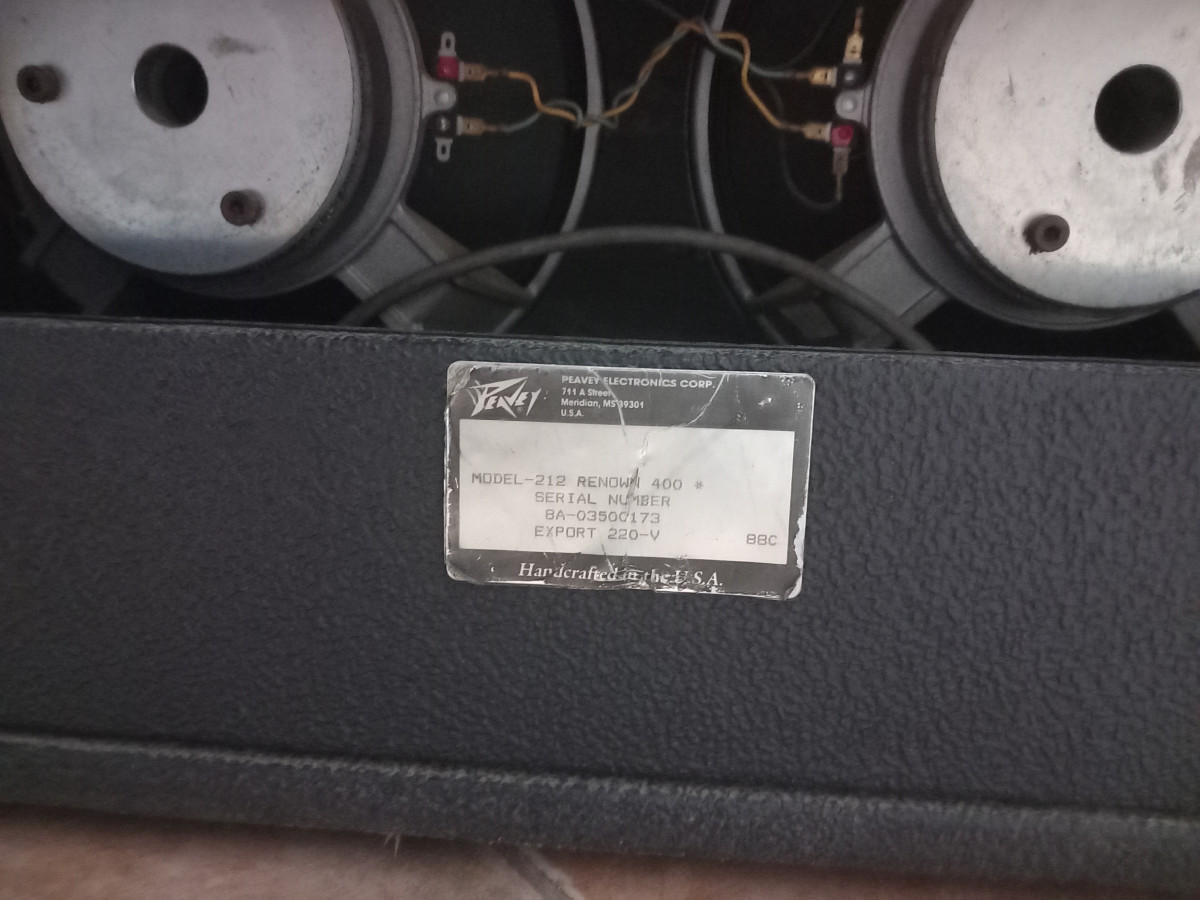 PEAVEY
PEAVEY ELECTRONICS CORP.
711 A Street
Meridian, MS 39301
U.S.A.
MODEL-212 RENOWN 400 *
SERIAL NUMBER
8A-03500173
EXPORT 220-V
88C
Handcrafted in the U.S.A.